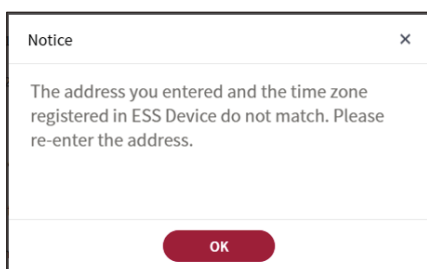 Notice
The address you entered and the time zone
registered in ESS Device do not match. Please
re-enter the address.
OK